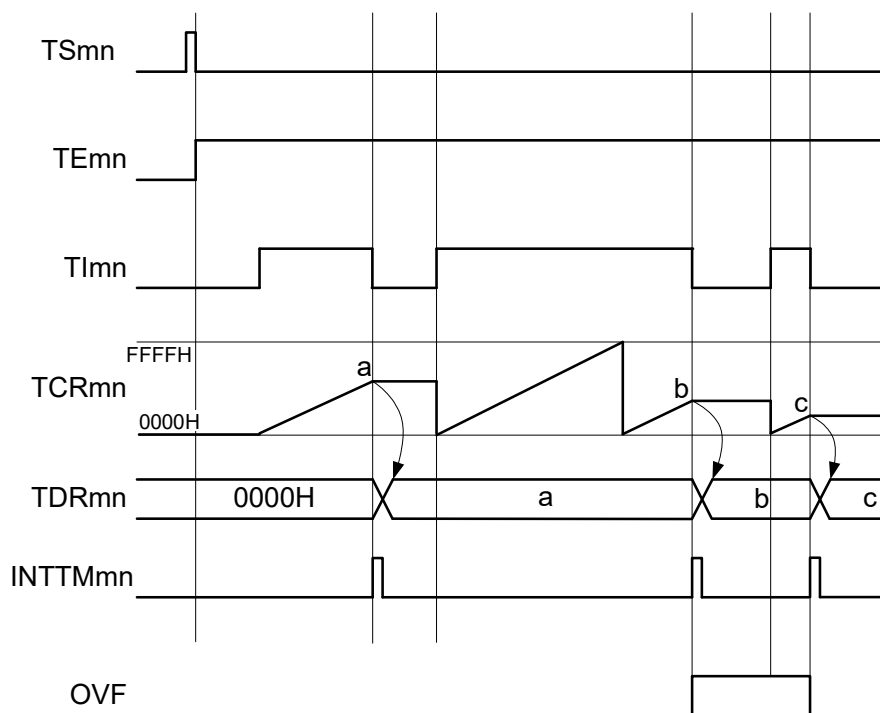 TSmn
TEmn
TImn
FFFFH
TCRmn
0000H
a
b
c
TDRmn 0000H a b c
INTTMmn
OVF